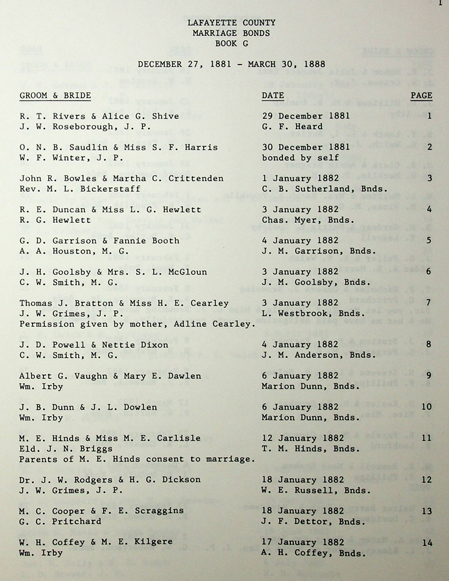 1
LAFAYETTE COUNTY
MARRIAGE BONDS
BOOK G
DECEMBER 27, 1881 - MARCH 30, 1888
GROOM & BRIDE DATE PAGE
R. T. Rivers & Alice G. Shive 29 December 1881 1
J. W. Roseborough, J. P. G. F. Heard
O. N. B. Saudlin & Miss S. F. Harris 30 December 1881 2
W. F. Winter, J. P. bonded by self
John R. Bowles & Martha C. Crittenden 1 January 1882 3
Rev. M. L. Bickerstaff C. B. Sutherland, Bnds.
R. E. Duncan & Miss L. G. Hewlett 3 January 1882 4
R. G. Hewlett Chas. Myer, Bnds.
G. D. Garrison & Fannie Booth 4 January 1882 5
A. A. Houston, M. G. J. M. Garrison, Bnds.
J. H. Goolsby & Mrs. S. L. McGloun 3 January 1882 6
C. W. Smith, M. G. J. M. Goolsby, Bnds.
Thomas J. Bratton & Miss H. E. Cearley 3 January 1882 7
J. W. Grimes, J. P. L. Westbrook, Bnds.
Permission given by mother, Adline Cearley.
J. D. Powell & Nettie Dixon 4 January 1882 8
C. W. Smith, M. G. J. M. Anderson, Bnds.
Albert G. Vaughn & Mary E. Dawlen 6 January 1882 9
Wm. Irby Marion Dunn, Bnds.
J. B. Dunn & J. L. Dowlen 6 January 1882 10
Wm. Irby Marion Dunn, Bnds.
M. E. Hinds & Miss M. E. Carlisle 12 January 1882 11
Eld. J. N. Briggs T. M. Hinds, Bnds.
Parents of M. E. Hinds consent to marriage.
Dr. J. W. Rodgers & H. G. Dickson 18 January 1882 12
J. W. Grimes, J. P. W. E. Russell, Bnds.
M. C. Cooper & F. E. Scraggins 18 January 1882 13
G. C. Pritchard J. F. Dettor, Bnds.
W. H. Coffey & M. E. Kilgere 17 January 1882 14
Wm. Irby A. H. Coffey, Bnds.